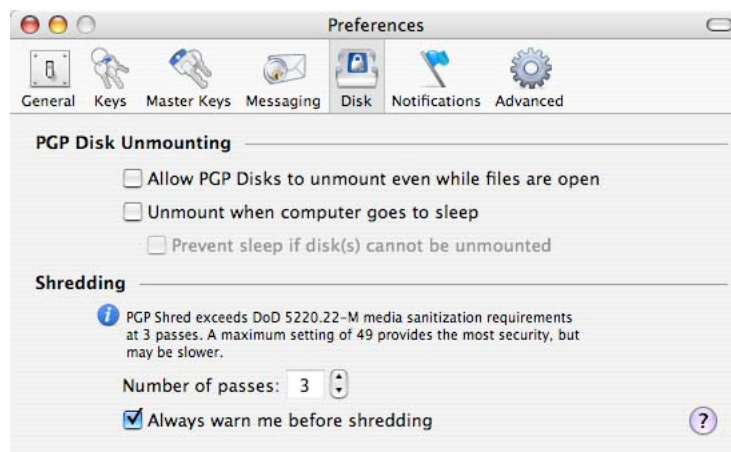 Preferences
General Keys Master Keys Messaging Disk Notifications Advanced
PGP Disk Unmounting
Allow PGP Disks to unmount even while files are open
Unmount when computer goes to sleep
Prevent sleep if disk(s) cannot be unmounted
Shredding
PGP Shred exceeds DoD 5220.22-M media sanitization requirements
at 3 passes. A maximum setting of 49 provides the most security, but
may be slower.
Number of passes: 3
Always warn me before shredding
?